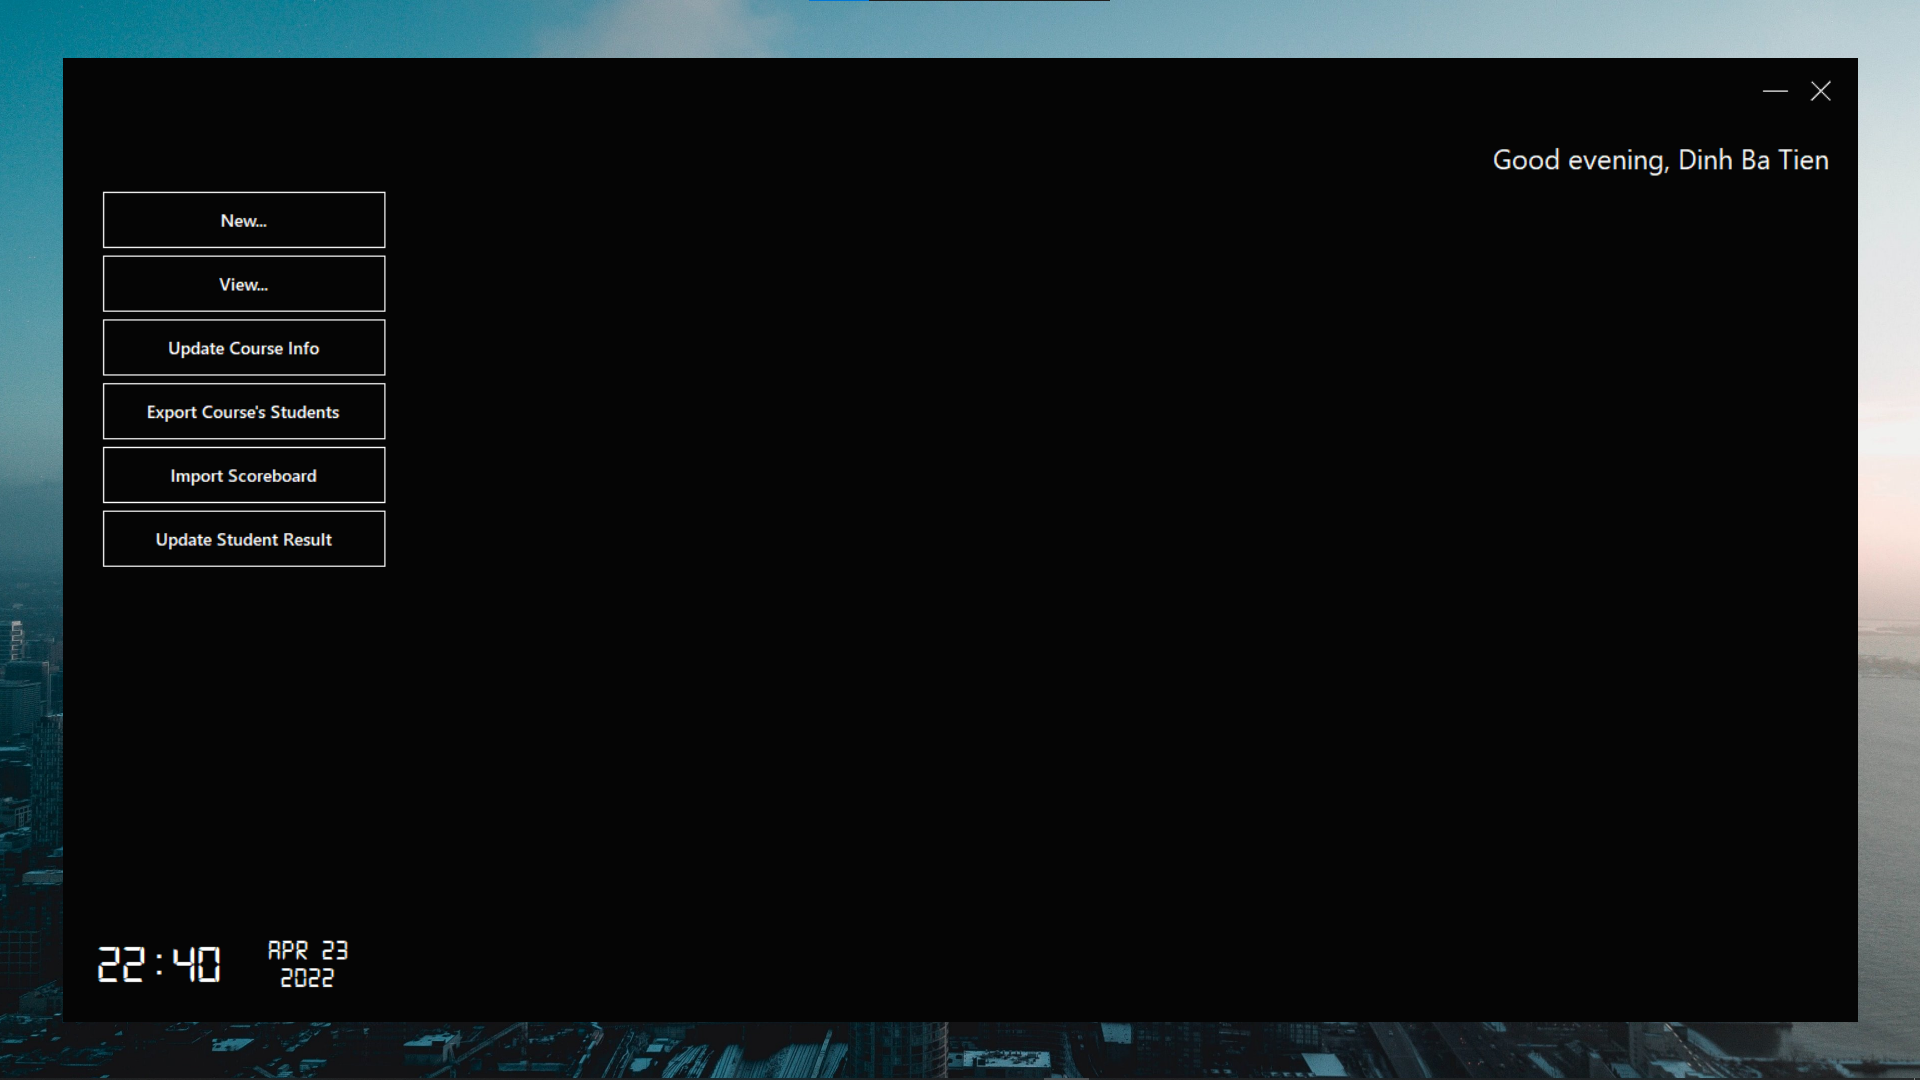 Good evening, Dinh Ba Tien
New...
View...
Update Course Info
Export Course's Students
Import Scoreboard
Update Student Result
22:40
APR 23
2022